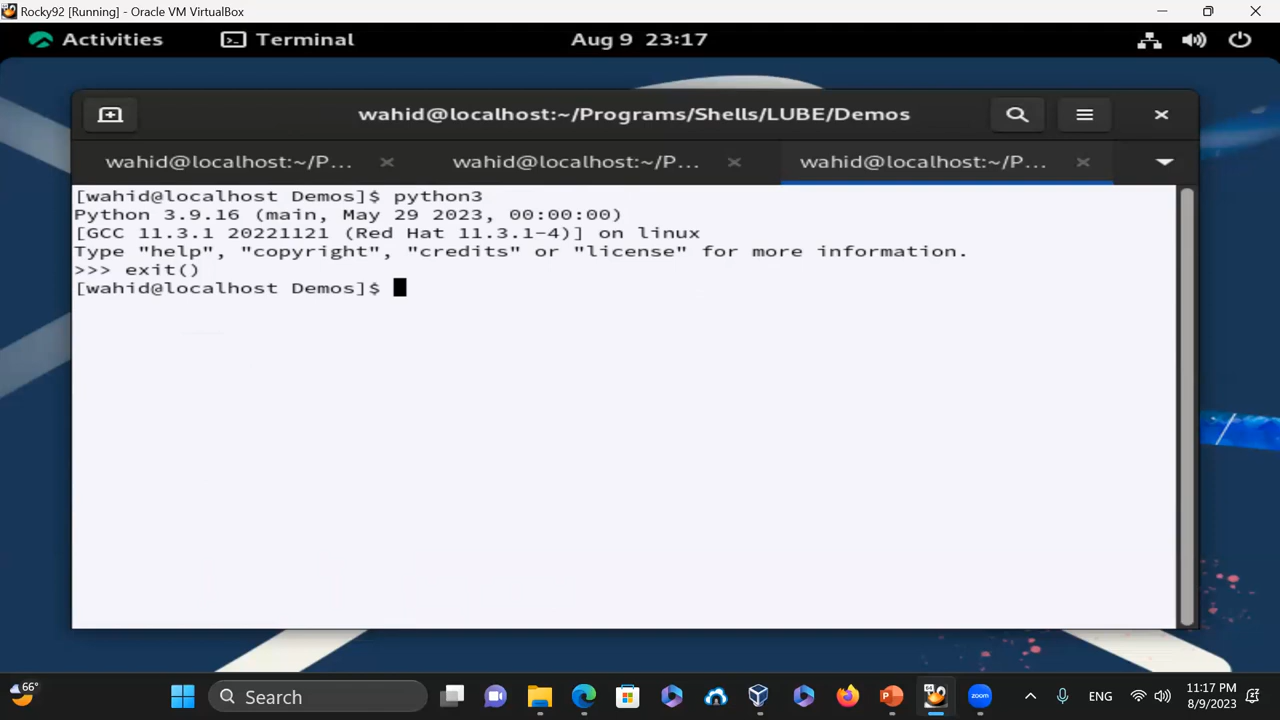 Rocky92 [Running] - Oracle VM VirtualBox
Activities Terminal Aug 9 23:17
wahid@localhost:~/Programs/Shells/LUBE/Demos
wahid@localhost:~/P... wahid@localhost:~/P... wahid@localhost:~/P...
[wahid@localhost Demos]$ python3
Python 3.9.16 (main, May 29 2023, 00:00:00)
[GCC 11.3.1 20221121 (Red Hat 11.3.1-4)] on linux
Type "help", "copyright", "credits" or "license" for more information.
>>> exit()
[wahid@localhost Demos]$
66°
Search
zoom
ENG
11:17 PM
8/9/2023